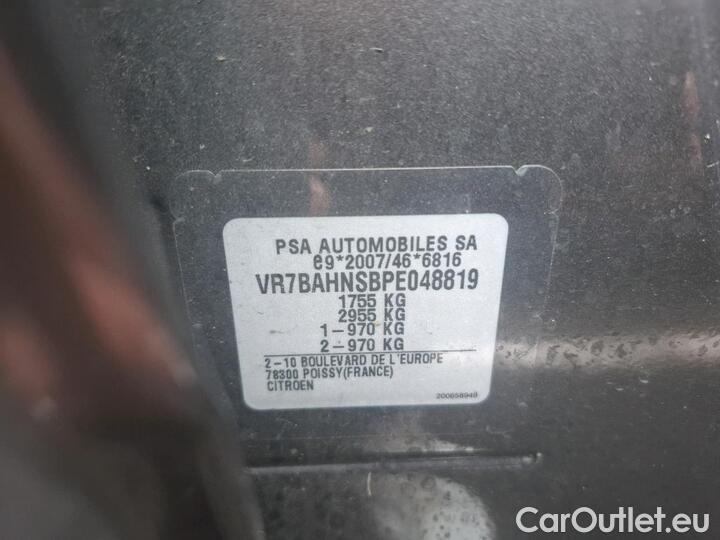 PSA AUTOMOBILES SA
e9*2007/46*6816
VR7BAHNSBPE048819
1755 KG
2955 KG
1-970 KG
2-970 KG
2-10 BOULEVARD DE L'EUROPE
78300 POISSY(FRANCE)
CITROEN
200658949
CarOutlet.eu